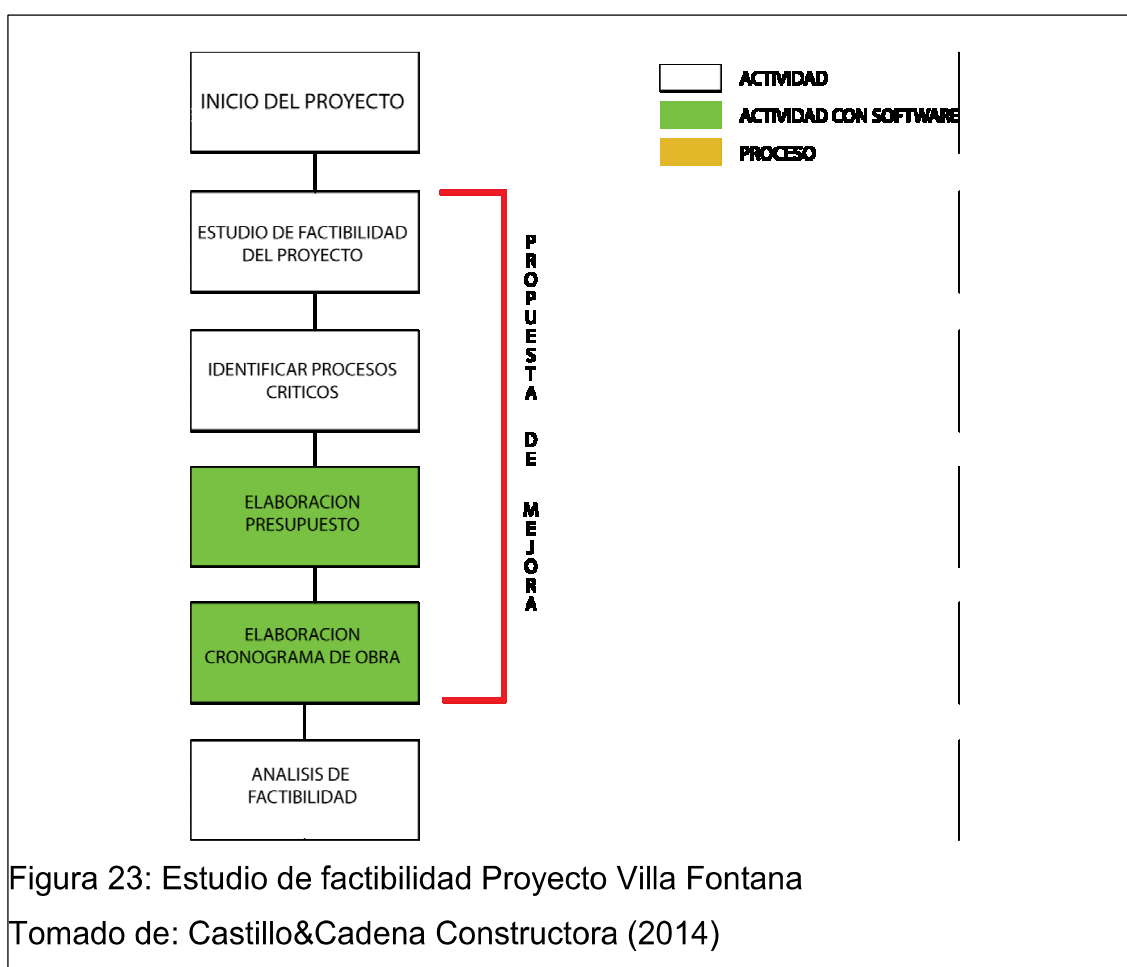 INICIO DEL PROYECTO
ACTIVIDAD
ACTIVIDAD CON SOFTWARE
PROCESO
ESTUDIO DE FACTIBILIDAD
DEL PROYECTO
IDENTIFICAR PROCESOS
CRITICOS
ELABORACION
PRESUPUESTO
ELABORACION
CRONOGRAMA DE OBRA
ANALISIS DE
FACTIBILIDAD
PROPUESTA DE MEJORA
Figura 23: Estudio de factibilidad Proyecto Villa Fontana
Tomado de: Castillo&Cadena Constructora (2014)